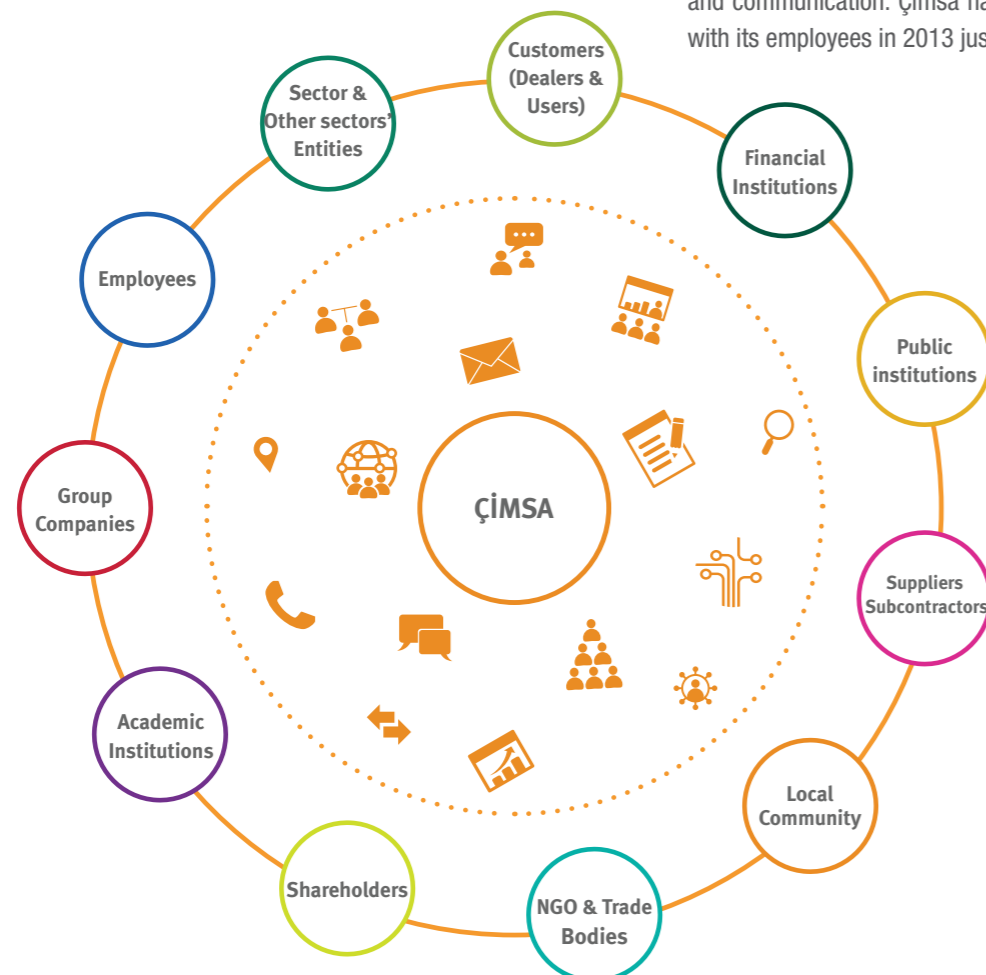 and communication. Çimsa ha
with its employees in 2013 jus
Customers
(Dealers &
Users)
Sector &
Other sectors'
Entities
Financial
Institutions
Employees
Public
institutions
Group
Companies
ÇİMSA
Suppliers
Subcontractors
Academic
Institutions
Local
Community
Shareholders
NGO & Trade
Bodies